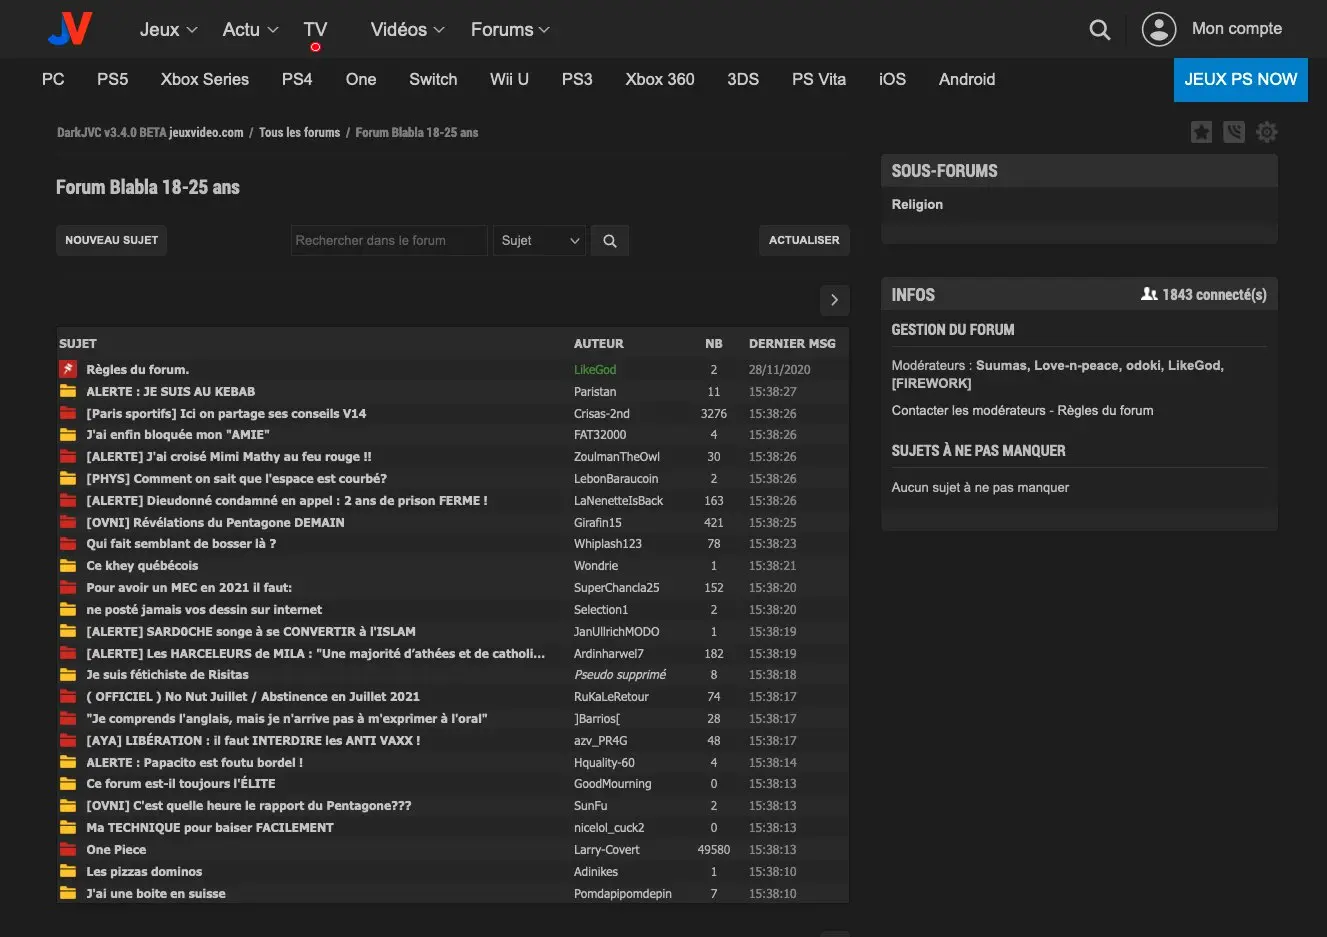 JV Jeux Actu TV Vidéos Forums Mon compte
PC PS5 Xbox Series PS4 One Switch Wii U PS3 Xbox 360 3DS PS Vita iOS Android JEUX PS NOW
DarkJVC v3.4.0 BETA jeuxvideo.com / Tous les forums / Forum Blabla 18-25 ans
Forum Blabla 18-25 ans
NOUVEAU SUJET Rechercher dans le forum Sujet ACTUALISER
SUJET AUTEUR NB DERNIER MSG
Règles du forum. LikeGod 2 28/11/2020
ALERTE : JE SUIS AU KEBAB Paristan 11 15:38:27
[Paris sportifs] Ici on partage ses conseils V14 Crisas-2nd 3276 15:38:26
J'ai enfin bloquée mon "AMIE" FAT32000 4 15:38:26
[ALERTE] J'ai croisé Mimi Mathy au feu rouge !! ZoulmanTheOwl 30 15:38:26
[PHYS] Comment on sait que l'espace est courbé? LebonBaraucoin 2 15:38:26
[ALERTE] Dieudonné condamné en appel : 2 ans de prison FERME ! LaNenetteIsBack 163 15:38:26
[OVNI] Révélations du Pentagone DEMAIN Girafin15 421 15:38:25
Qui fait semblant de bosser là ? Whiplash123 78 15:38:23
Ce khey québécois Wondrie 1 15:38:21
Pour avoir un MEC en 2021 il faut: SuperChancla25 152 15:38:20
ne posté jamais vos dessin sur internet Selection1 2 15:38:20
[ALERTE] SARD0CHE songe à se CONVERTIR à l'ISLAM JanUllrichMODO 1 15:38:19
[ALERTE] Les HARCELEURS de MILA : "Une majorité d’athées et de catholi... Ardinharwel7 182 15:38:19
Je suis fétichiste de Risitas Pseudo supprimé 8 15:38:18
( OFFICIEL ) No Nut Juillet / Abstinence en Juillet 2021 RuKaLeRetour 74 15:38:17
"Je comprends l'anglais, mais je n'arrive pas à m'exprimer à l'oral" ]Barrios[ 28 15:38:17
[AYA] LIBÉRATION : il faut INTERDIRE les ANTI VAXX ! azv_PR4G 48 15:38:17
ALERTE : Papacito est foutu bordel ! Hquality-60 4 15:38:14
Ce forum est-il toujours l'ÉLITE GoodMourning 0 15:38:13
[OVNI] C'est quelle heure le rapport du Pentagone??? SunFu 2 15:38:13
Ma TECHNIQUE pour baiser FACILEMENT nicelol_cuck2 0 15:38:13
One Piece Larry-Covert 49580 15:38:13
Les pizzas dominos Adinikes 1 15:38:10
J'ai une boite en suisse Pomdapipomdepin 7 15:38:10
SOUS-FORUMS
Religion
INFOS 1843 connecté(s)
GESTION DU FORUM
Modérateurs : Suumas, Love-n-peace, odoki, LikeGod,
[FIREWORK]
Contacter les modérateurs - Règles du forum
SUJETS À NE PAS MANQUER
Aucun sujet à ne pas manquer